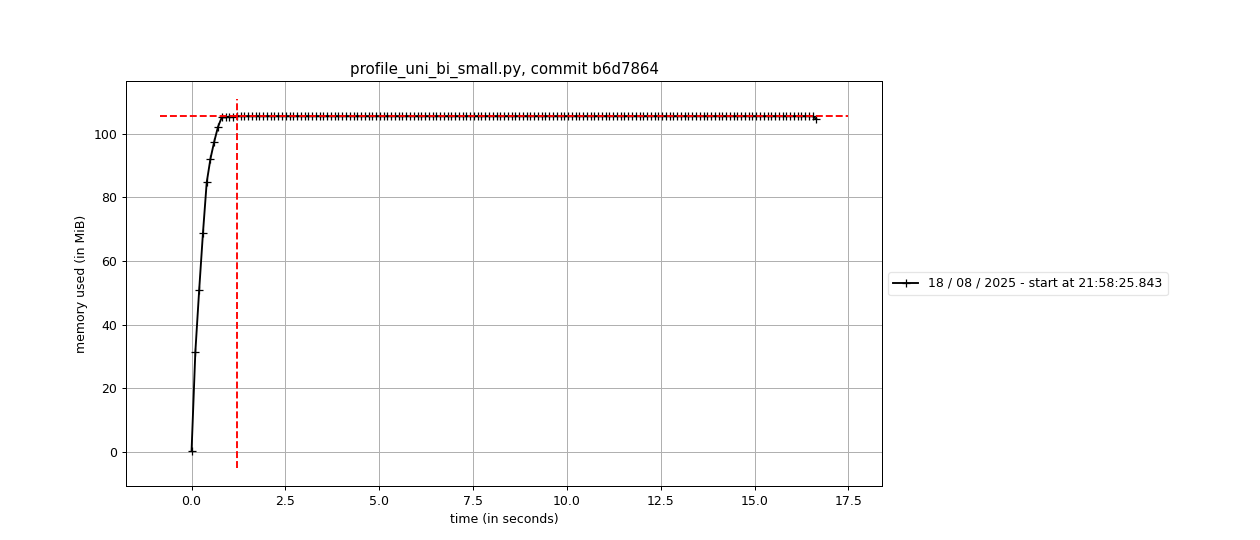 profile_uni_bi_small.py, commit b6d7864
memory used (in MiB)
100
80
60
40
20
0
0.0 2.5 5.0 7.5 10.0 12.5 15.0 17.5
time (in seconds)
18 / 08 / 2025 - start at 21:58:25.843